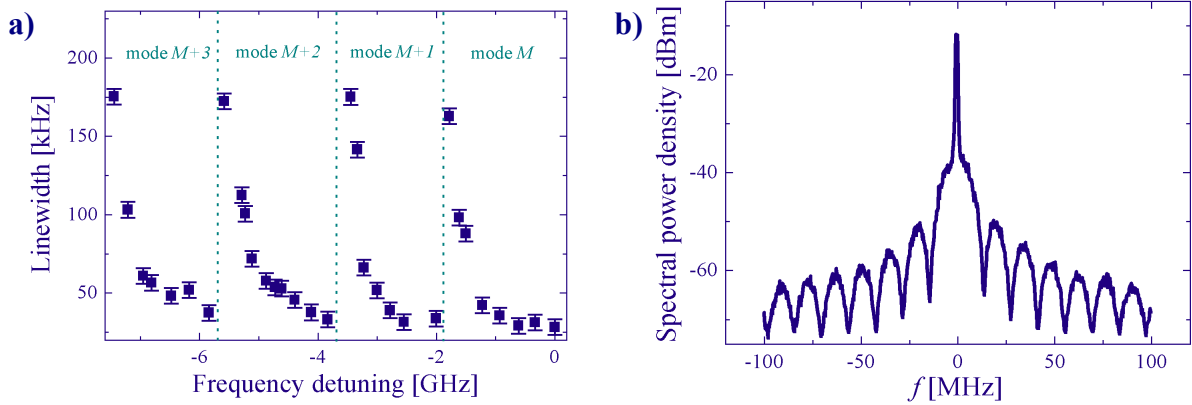 a)
mode M+3
mode M+2
mode M+1
mode M
200
150
100
50
Linewidth [kHz]
-6
-4
-2
0
Frequency detuning [GHz]
b)
-20
-40
-60
Spectral power density [dBm]
-100
-50
0
50
100
f [MHz]